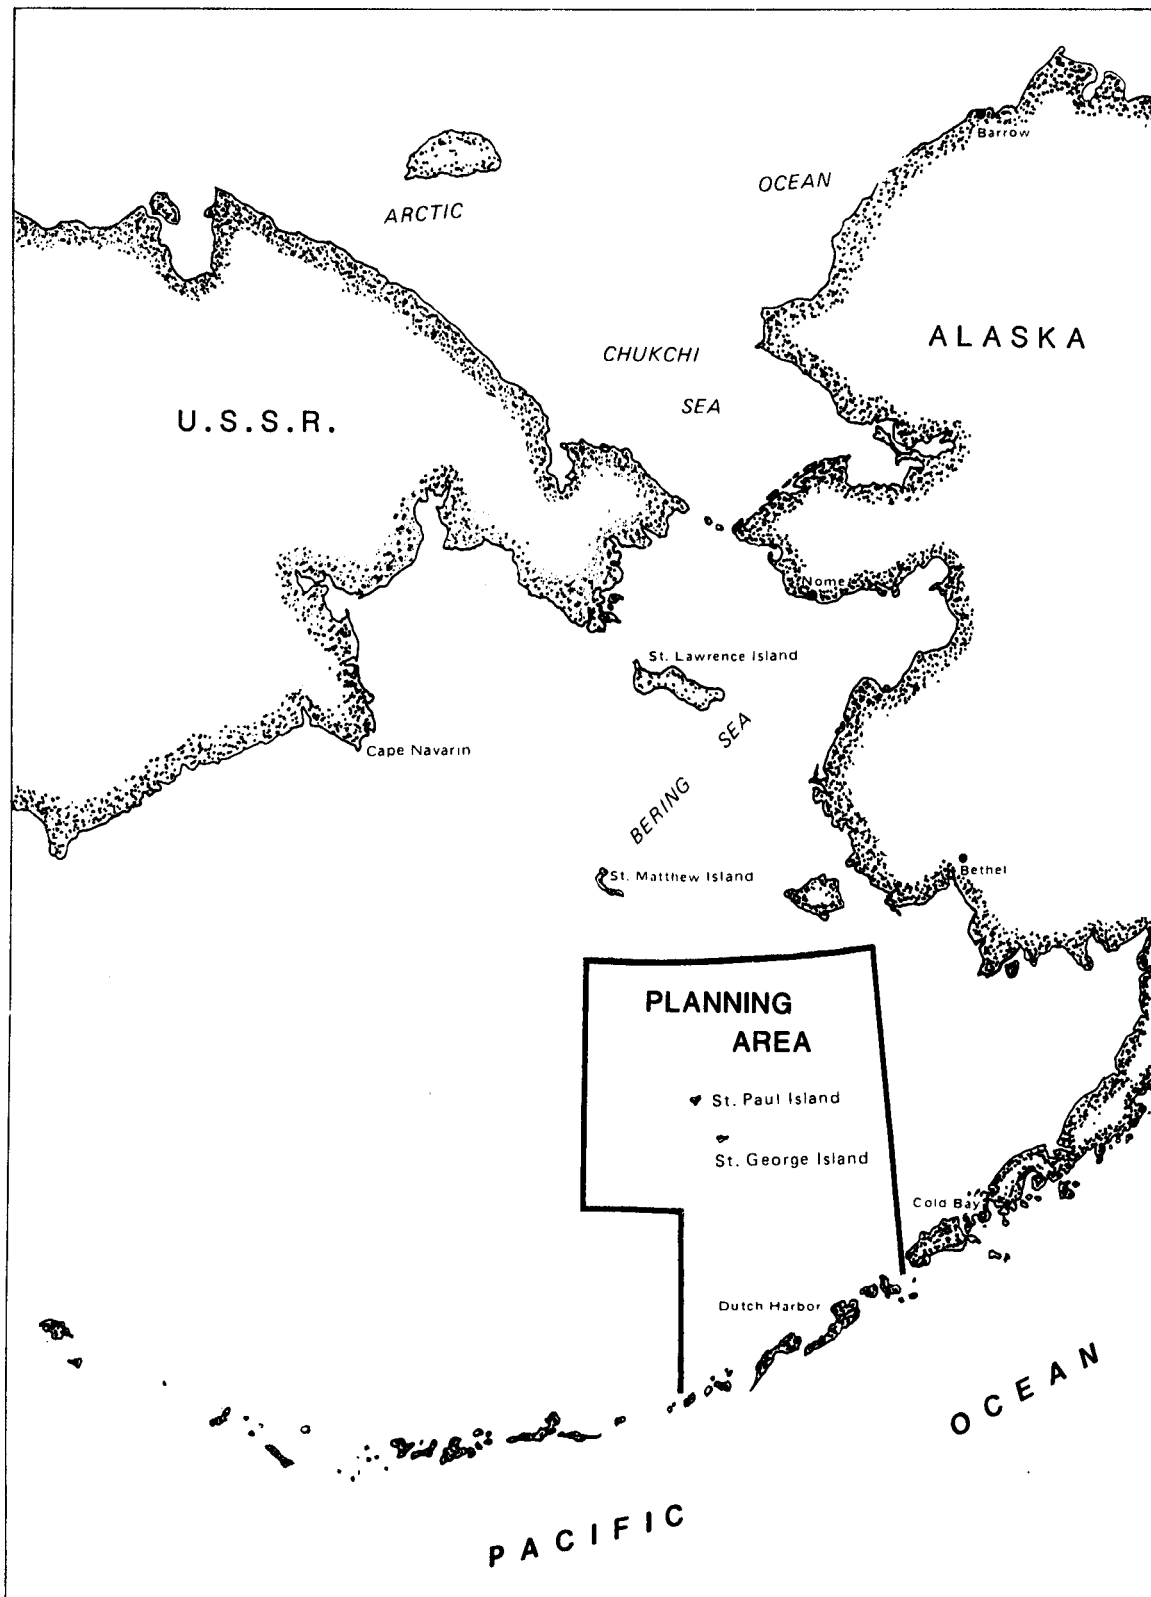 Barrow
OCEAN
ARCTIC
ALASKA
CHUKCHI
SEA
U.S.S.R.
Nome
St. Lawrence Island
SEA
Cape Navarin
BERING
St. Matthew Island
Bethel
PLANNING
AREA
St. Paul Island
St. George Island
Cold Bay
Dutch Harbor
OCEAN
PACIFIC